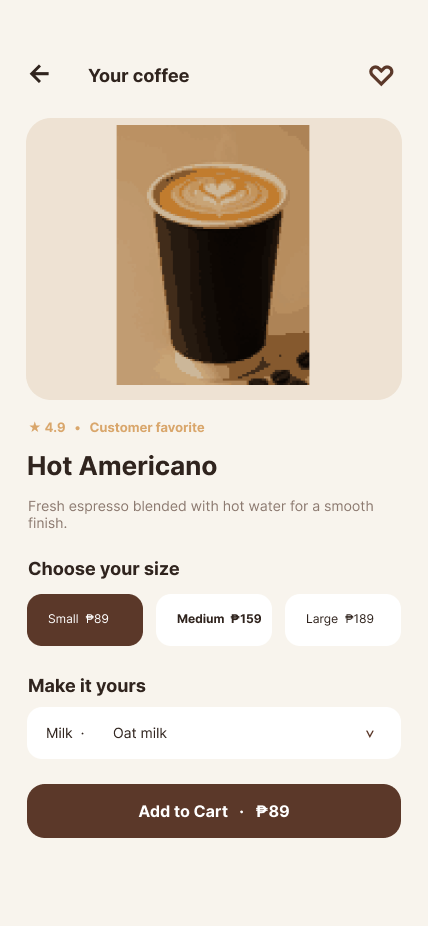 Your coffee
★ 4.9 • Customer favorite
Hot Americano
Fresh espresso blended with hot water for a smooth
finish.
Choose your size
Small ₱89 Medium ₱159 Large ₱189
Make it yours
Milk · Oat milk
Add to Cart · ₱89